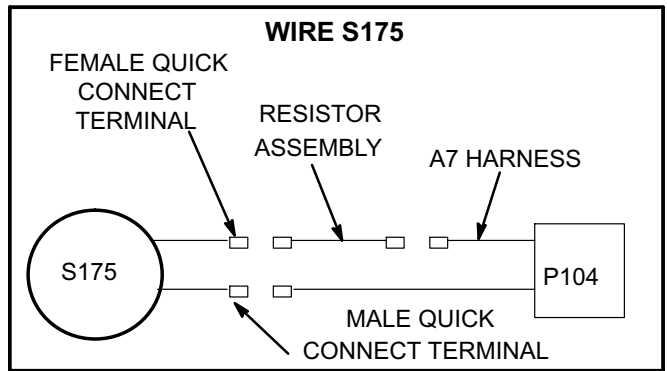 WIRE S175
FEMALE QUICK
CONNECT
TERMINAL
RESISTOR
ASSEMBLY
A7 HARNESS
S175
P104
MALE QUICK
CONNECT TERMINAL